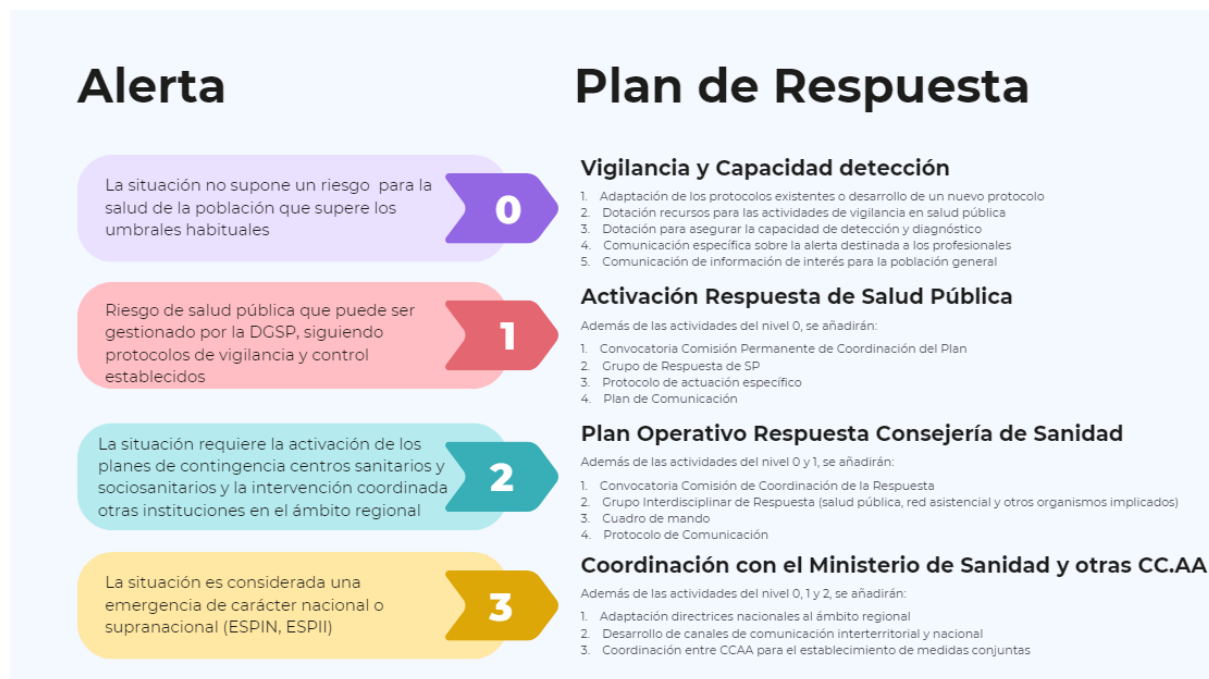 Alerta
Plan de Respuesta
La situación no supone un riesgo para la
salud de la población que supere los
umbrales habituales
0
Vigilancia y Capacidad detección
1. Adaptación de los protocolos existentes o desarrollo de un nuevo protocolo
2. Dotación recursos para las actividades de vigilancia en salud pública
3. Dotación para asegurar la capacidad de detección y diagnóstico
4. Comunicación específica sobre la alerta destinada a los profesionales
5. Comunicación de información de interés para la población general
Riesgo de salud pública que puede ser
gestionado por la DGSP, siguiendo
protocolos de vigilancia y control
establecidos
1
Activación Respuesta de Salud Pública
Además de las actividades del nivel 0, se añadirán:
1. Convocatoria Comisión Permanente de Coordinación del Plan
2. Grupo de Respuesta de SP
3. Protocolo de actuación específico
4. Plan de Comunicación
La situación requiere la activación de los
planes de contingencia centros sanitarios y
sociosanitarios y la intervención coordinada
otras instituciones en el ámbito regional
2
Plan Operativo Respuesta Consejería de Sanidad
Además de las actividades del nivel 0 y 1, se añadirán:
1. Convocatoria Comisión de Coordinación de la Respuesta
2. Grupo Interdisciplinar de Respuesta (salud pública, red asistencial y otros organismos implicados)
3. Cuadro de mando
4. Protocolo de Comunicación
La situación es considerada una
emergencia de carácter nacional o
supranacional (ESPIN, ESPII)
3
Coordinación con el Ministerio de Sanidad y otras CC.AA
Además de las actividades del nivel 0, 1 y 2, se añadirán:
1. Adaptación directrices nacionales al ámbito regional
2. Desarrollo de canales de comunicación interterritorial y nacional
3. Coordinación entre CCAA para el establecimiento de medidas conjuntas